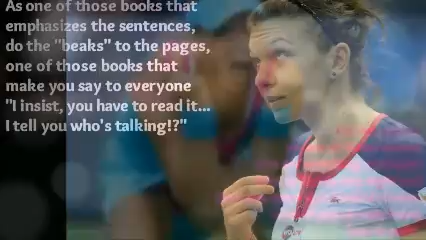 As one of those books that
emphasizes the sentences,
do the "beaks" to the pages,
one of those books that
make you say to everyone
"I insist, you have to read it...
I tell you who's talking!?"